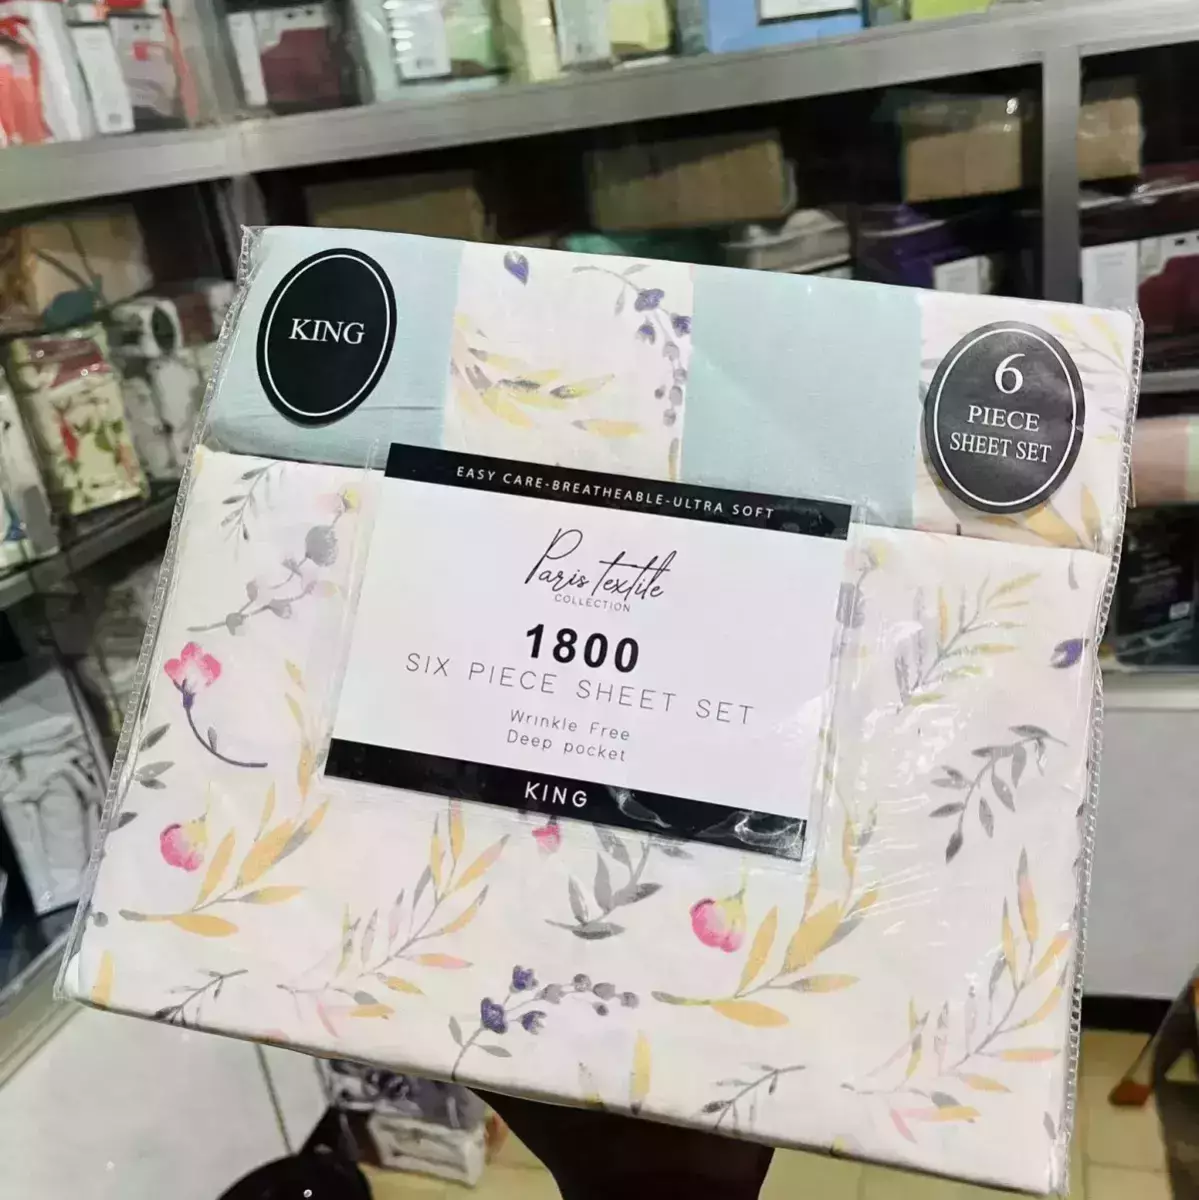 KING
6
PIECE
SHEET SET
EASY CARE-BREATHEABLE-ULTRA SOFT
Paris textile
COLLECTION
1800
SIX PIECE SHEET SET
Wrinkle Free
Deep pocket
KING